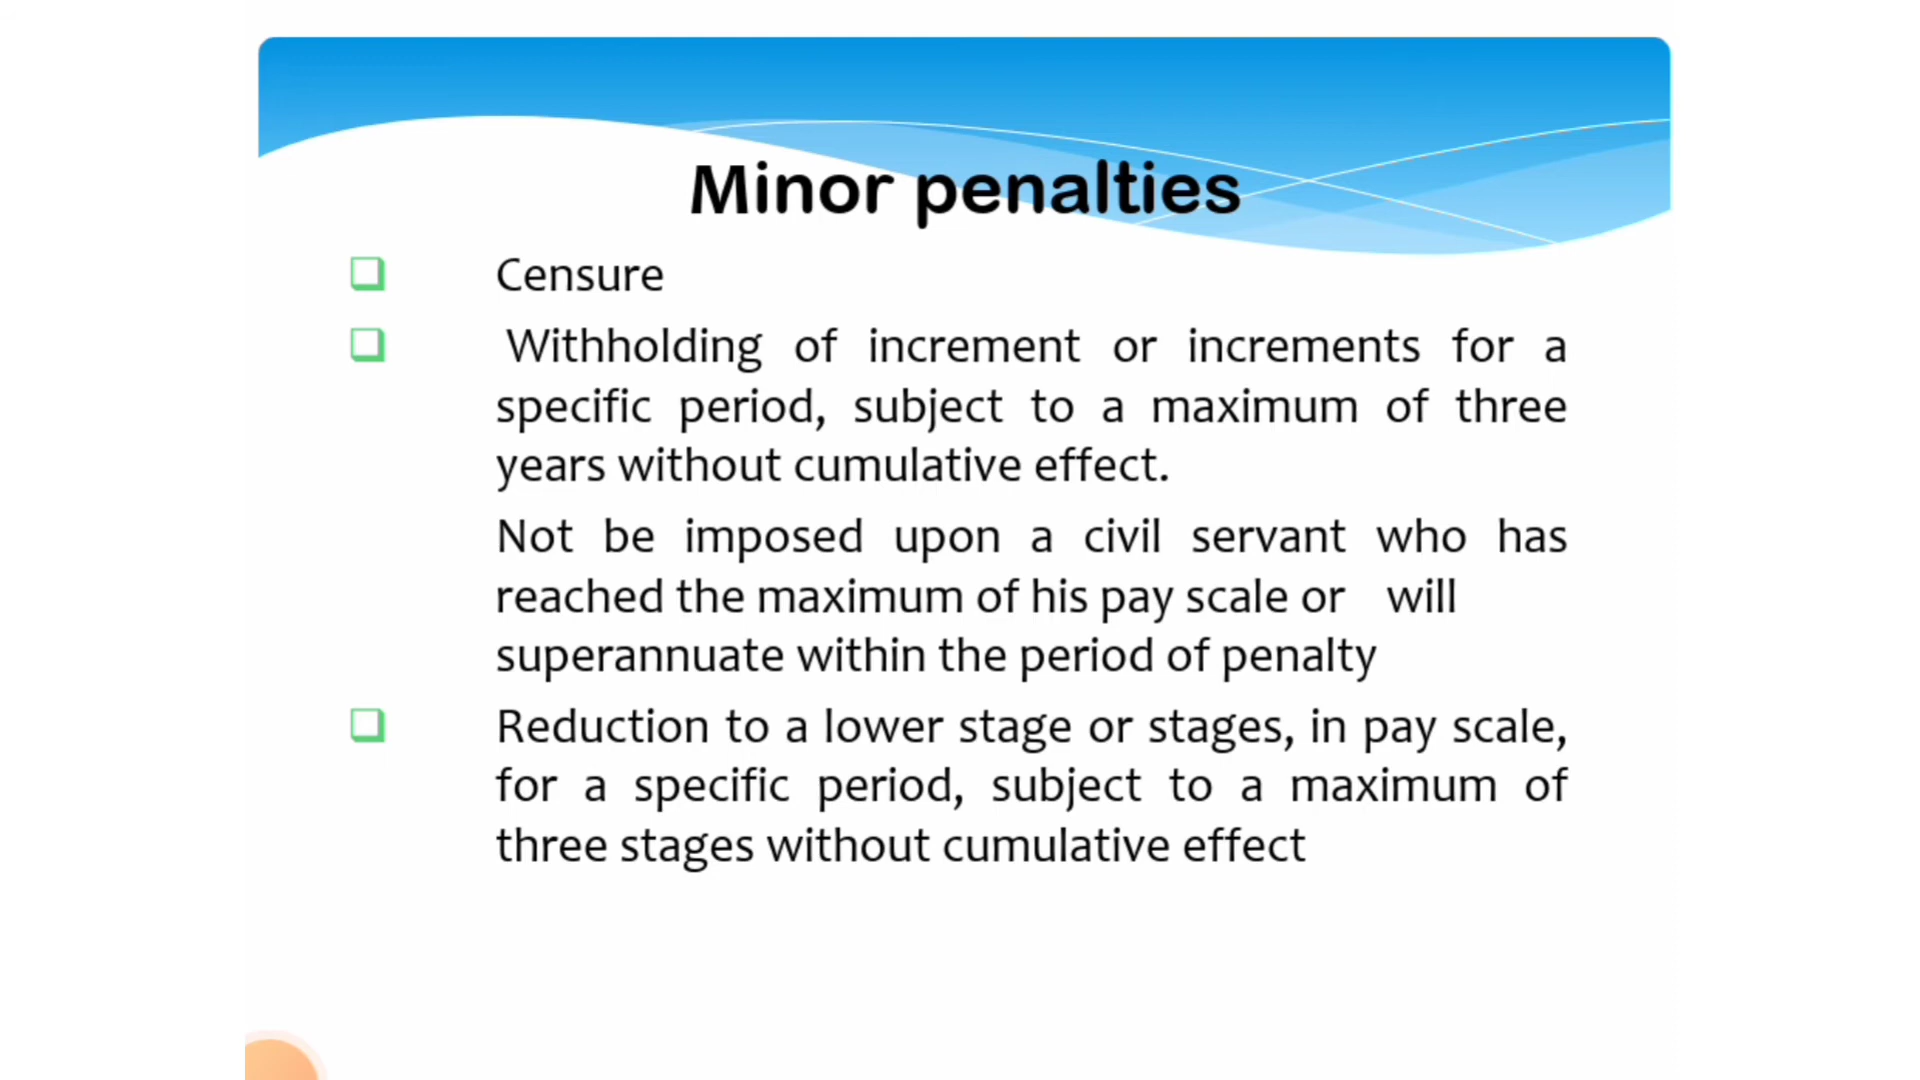 Minor penalties
Censure
Withholding of increment or increments for a
specific period, subject to a maximum of three
years without cumulative effect.
Not be imposed upon a civil servant who has
reached the maximum of his pay scale or will
superannuate within the period of penalty
Reduction to a lower stage or stages, in pay scale,
for a specific period, subject to a maximum of
three stages without cumulative effect